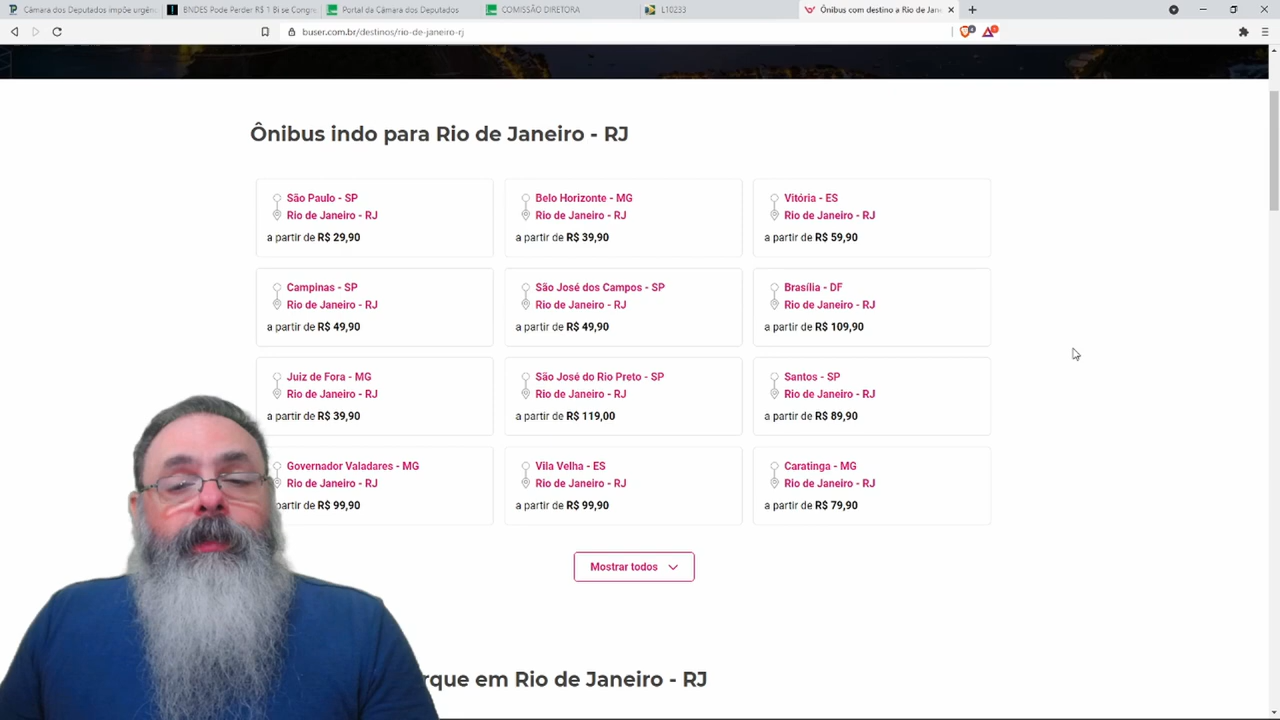 Câmara dos Deputados impõe urgên
BNDES Pode Perder R$ 1 Bi se Congre
Portal da Câmara dos Deputados
COMISSÃO DIRETORA
L10233
Ônibus com destino a Rio de Jane
buser.com.br/destinos/rio-de-janeiro-rj
Ônibus indo para Rio de Janeiro - RJ
São Paulo - SP
Rio de Janeiro - RJ
a partir de R$ 29,90
Belo Horizonte - MG
Rio de Janeiro - RJ
a partir de R$ 39,90
Vitória - ES
Rio de Janeiro - RJ
a partir de R$ 59,90
Campinas - SP
Rio de Janeiro - RJ
a partir de R$ 49,90
São José dos Campos - SP
Rio de Janeiro - RJ
a partir de R$ 49,90
Brasília - DF
Rio de Janeiro - RJ
a partir de R$ 109,90
Juiz de Fora - MG
Rio de Janeiro - RJ
a partir de R$ 39,90
São José do Rio Preto - SP
Rio de Janeiro - RJ
a partir de R$ 119,00
Santos - SP
Rio de Janeiro - RJ
a partir de R$ 89,90
Governador Valadares - MG
Rio de Janeiro - RJ
partir de R$ 99,90
Vila Velha - ES
Rio de Janeiro - RJ
a partir de R$ 99,90
Caratinga - MG
Rio de Janeiro - RJ
a partir de R$ 79,90
Mostrar todos
rque em Rio de Janeiro - RJ